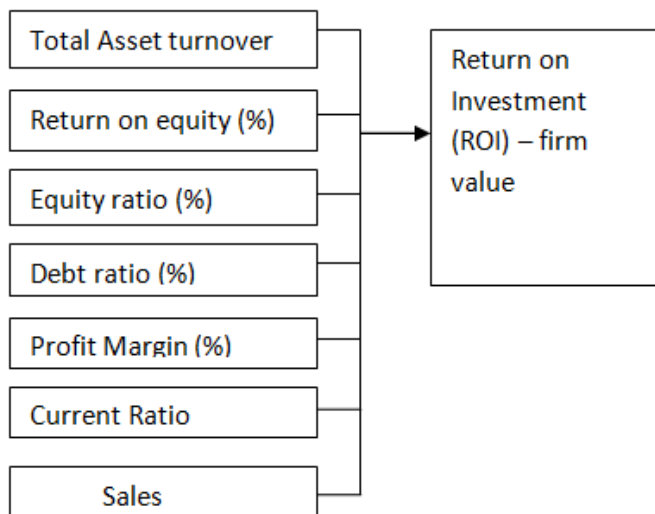 Total Asset turnover
Return on equity (%)
Equity ratio (%)
Debt ratio (%)
Profit Margin (%)
Current Ratio
Sales
Return on
Investment
(ROI) – firm
value